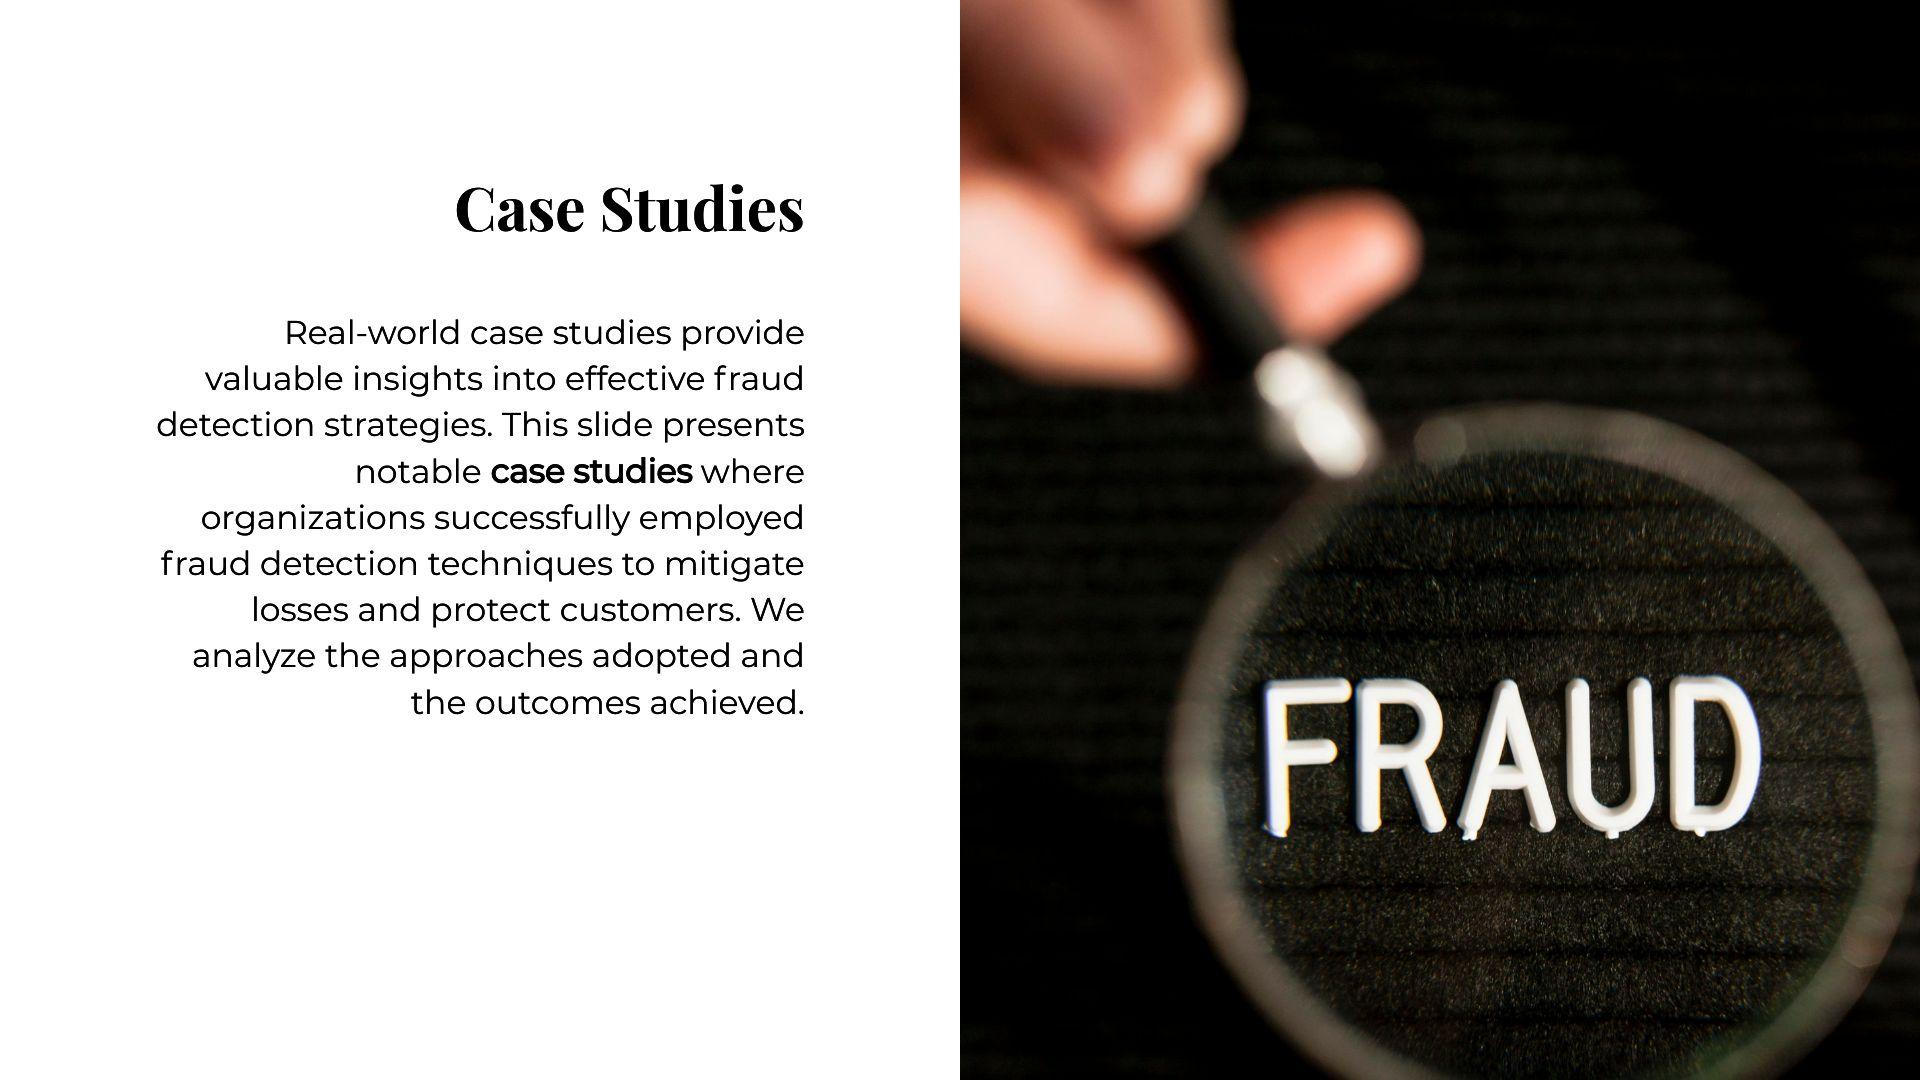 Case Studies
Real-world case studies provide
valuable insights into effective fraud
detection strategies. This slide presents
notable case studies where
organizations successfully employed
fraud detection techniques to mitigate
losses and protect customers. We
analyze the approaches adopted and
the outcomes achieved.
FRAUD